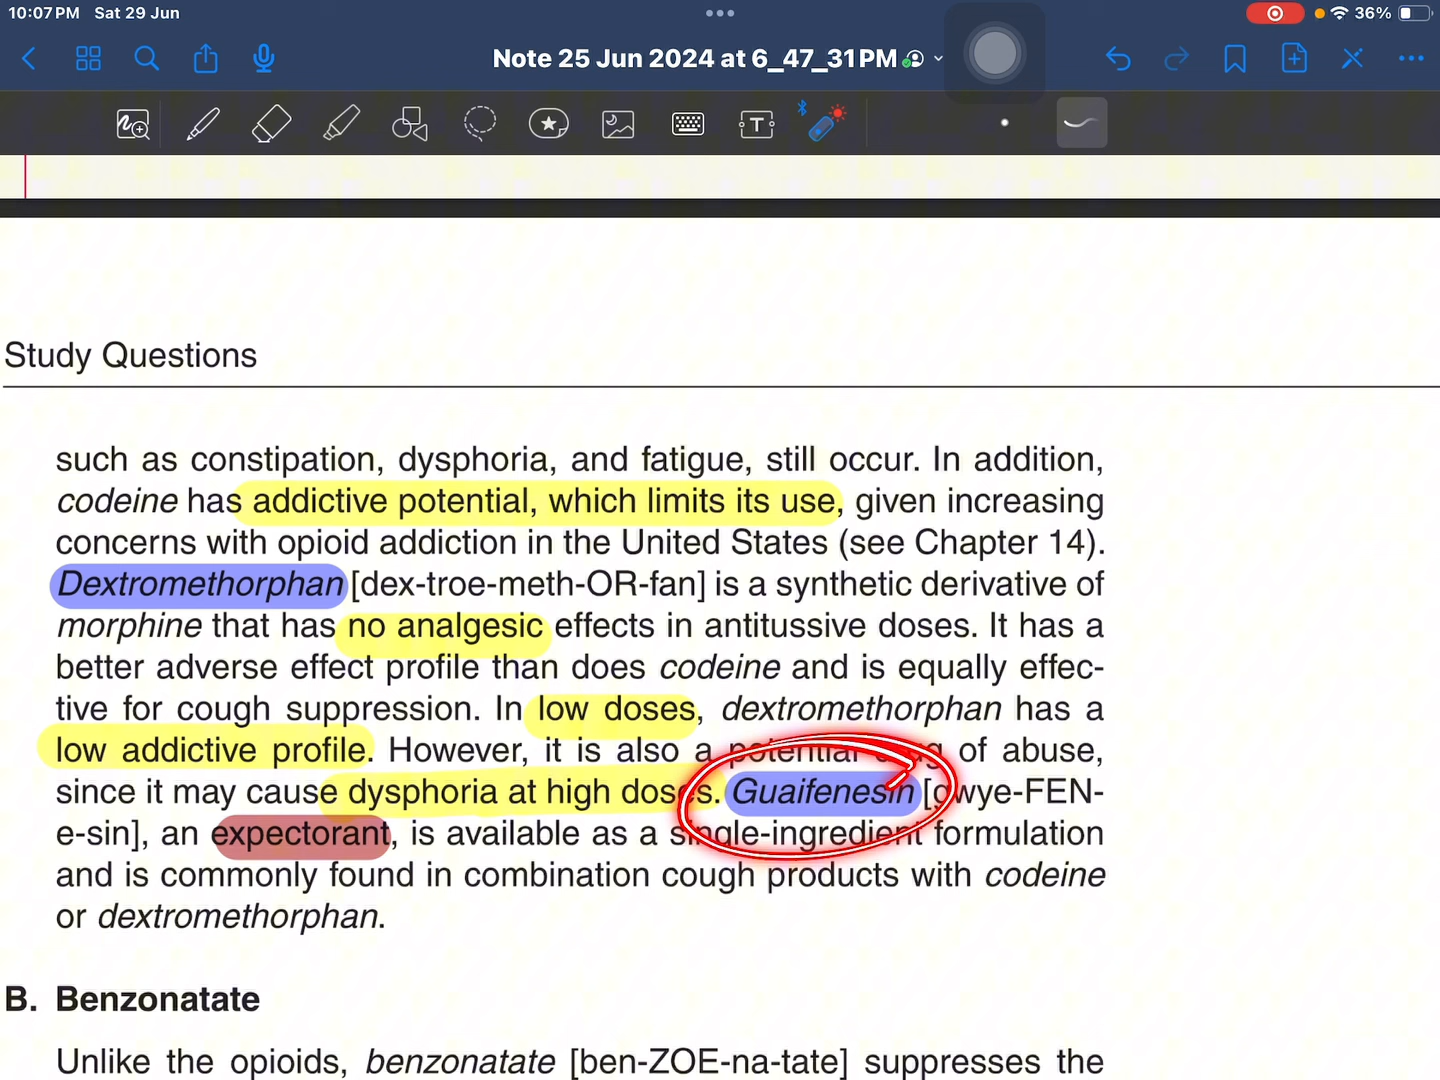 10:07 PM Sat 29 Jun
36%
Note 25 Jun 2024 at 6_47_31 PM
T
Study Questions
such as constipation, dysphoria, and fatigue, still occur. In addition,
codeine has addictive potential, which limits its use, given increasing
concerns with opioid addiction in the United States (see Chapter 14).
Dextromethorphan [dex-troe-meth-OR-fan] is a synthetic derivative of
morphine that has no analgesic effects in antitussive doses. It has a
better adverse effect profile than does codeine and is equally effec-
tive for cough suppression. In low doses, dextromethorphan has a
low addictive profile. However, it is also a potential drug of abuse,
since it may cause dysphoria at high doses. Guaifenesin [gwye-FEN-
e-sin], an expectorant, is available as a single-ingredient formulation
and is commonly found in combination cough products with codeine
or dextromethorphan.
B. Benzonatate
Unlike the opioids, benzonatate [ben-ZOE-na-tate] suppresses the